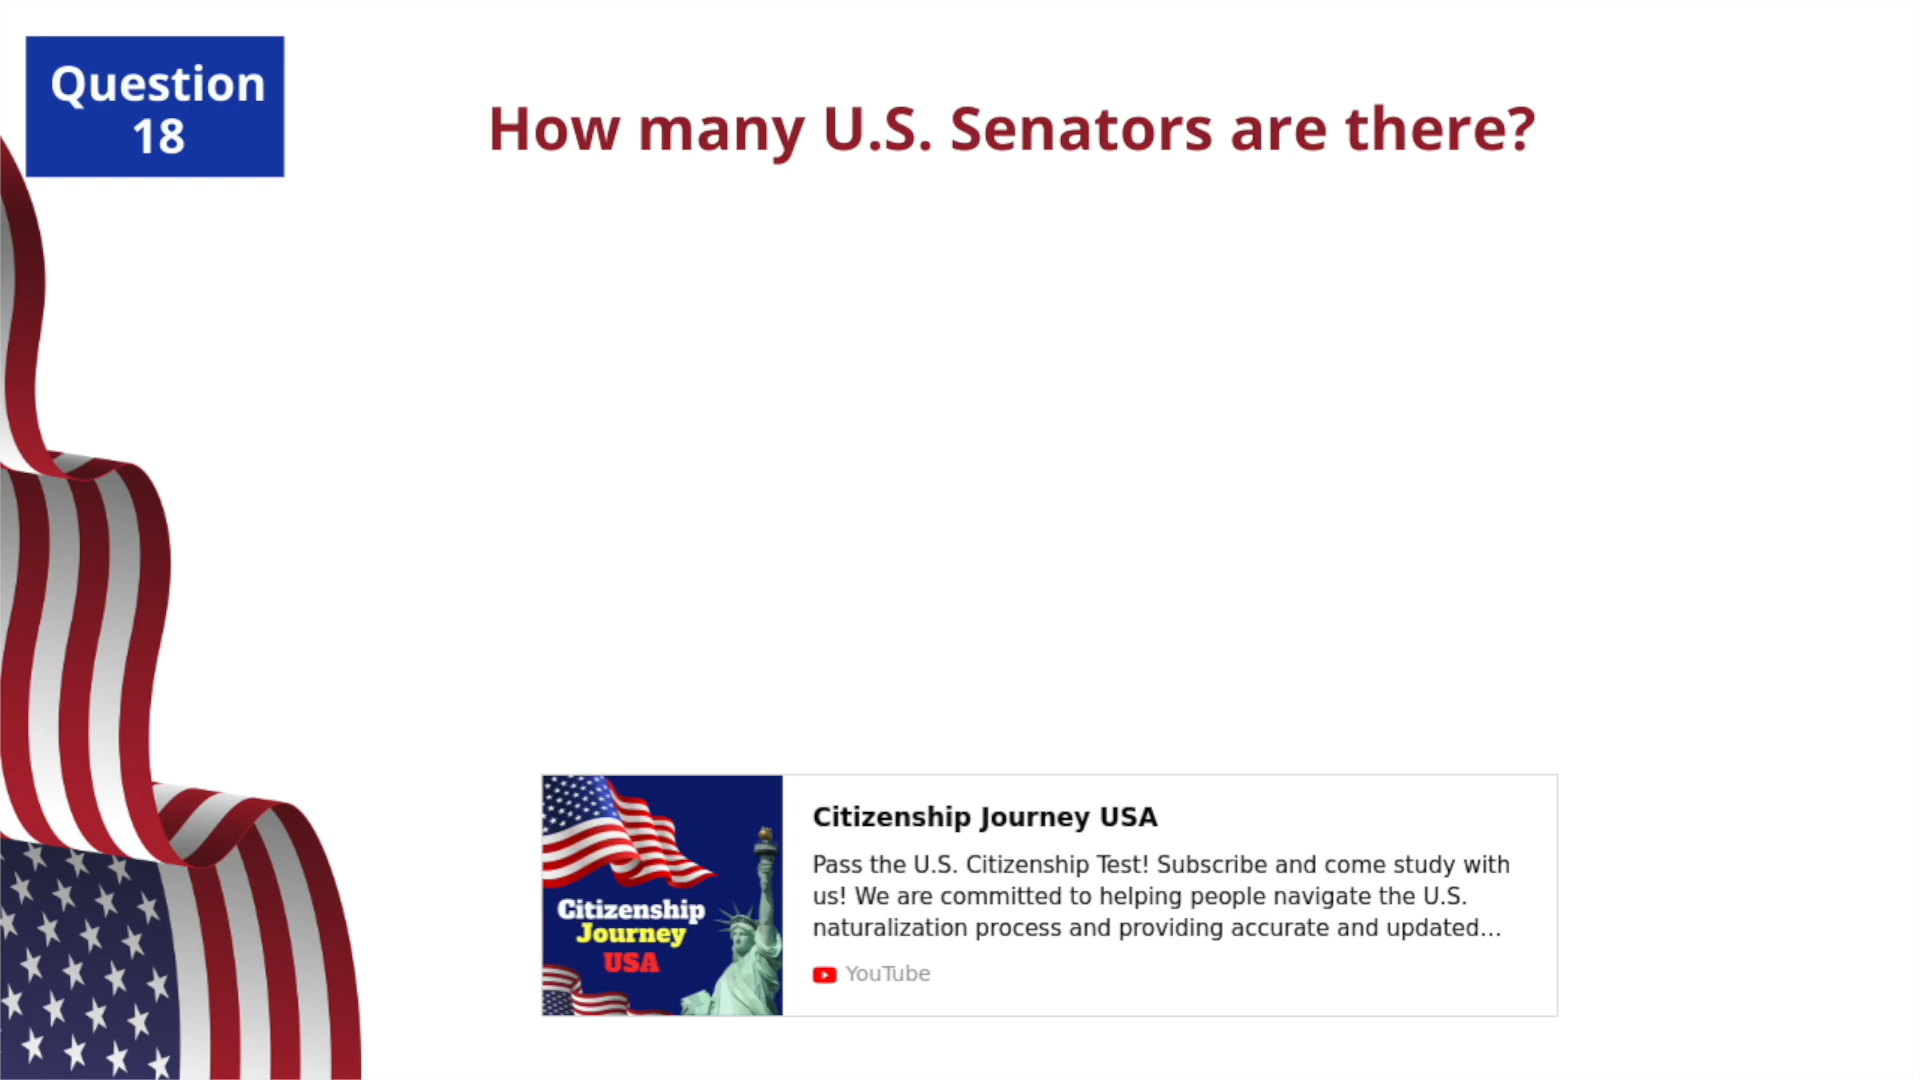 Question
18
How many U.S. Senators are there?
Citizenship Journey USA
Pass the U.S. Citizenship Test! Subscribe and come study with
us! We are committed to helping people navigate the U.S.
naturalization process and providing accurate and updated...
YouTube
Citizenship
Journey
USA